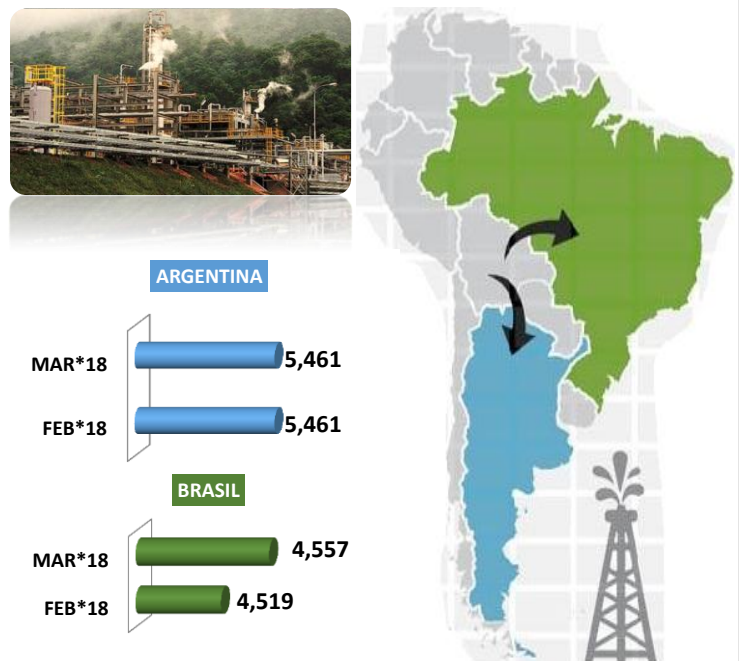 ARGENTINA
MAR*18 5,461
FEB*18 5,461
BRASIL
MAR*18 4,557
FEB*18 4,519